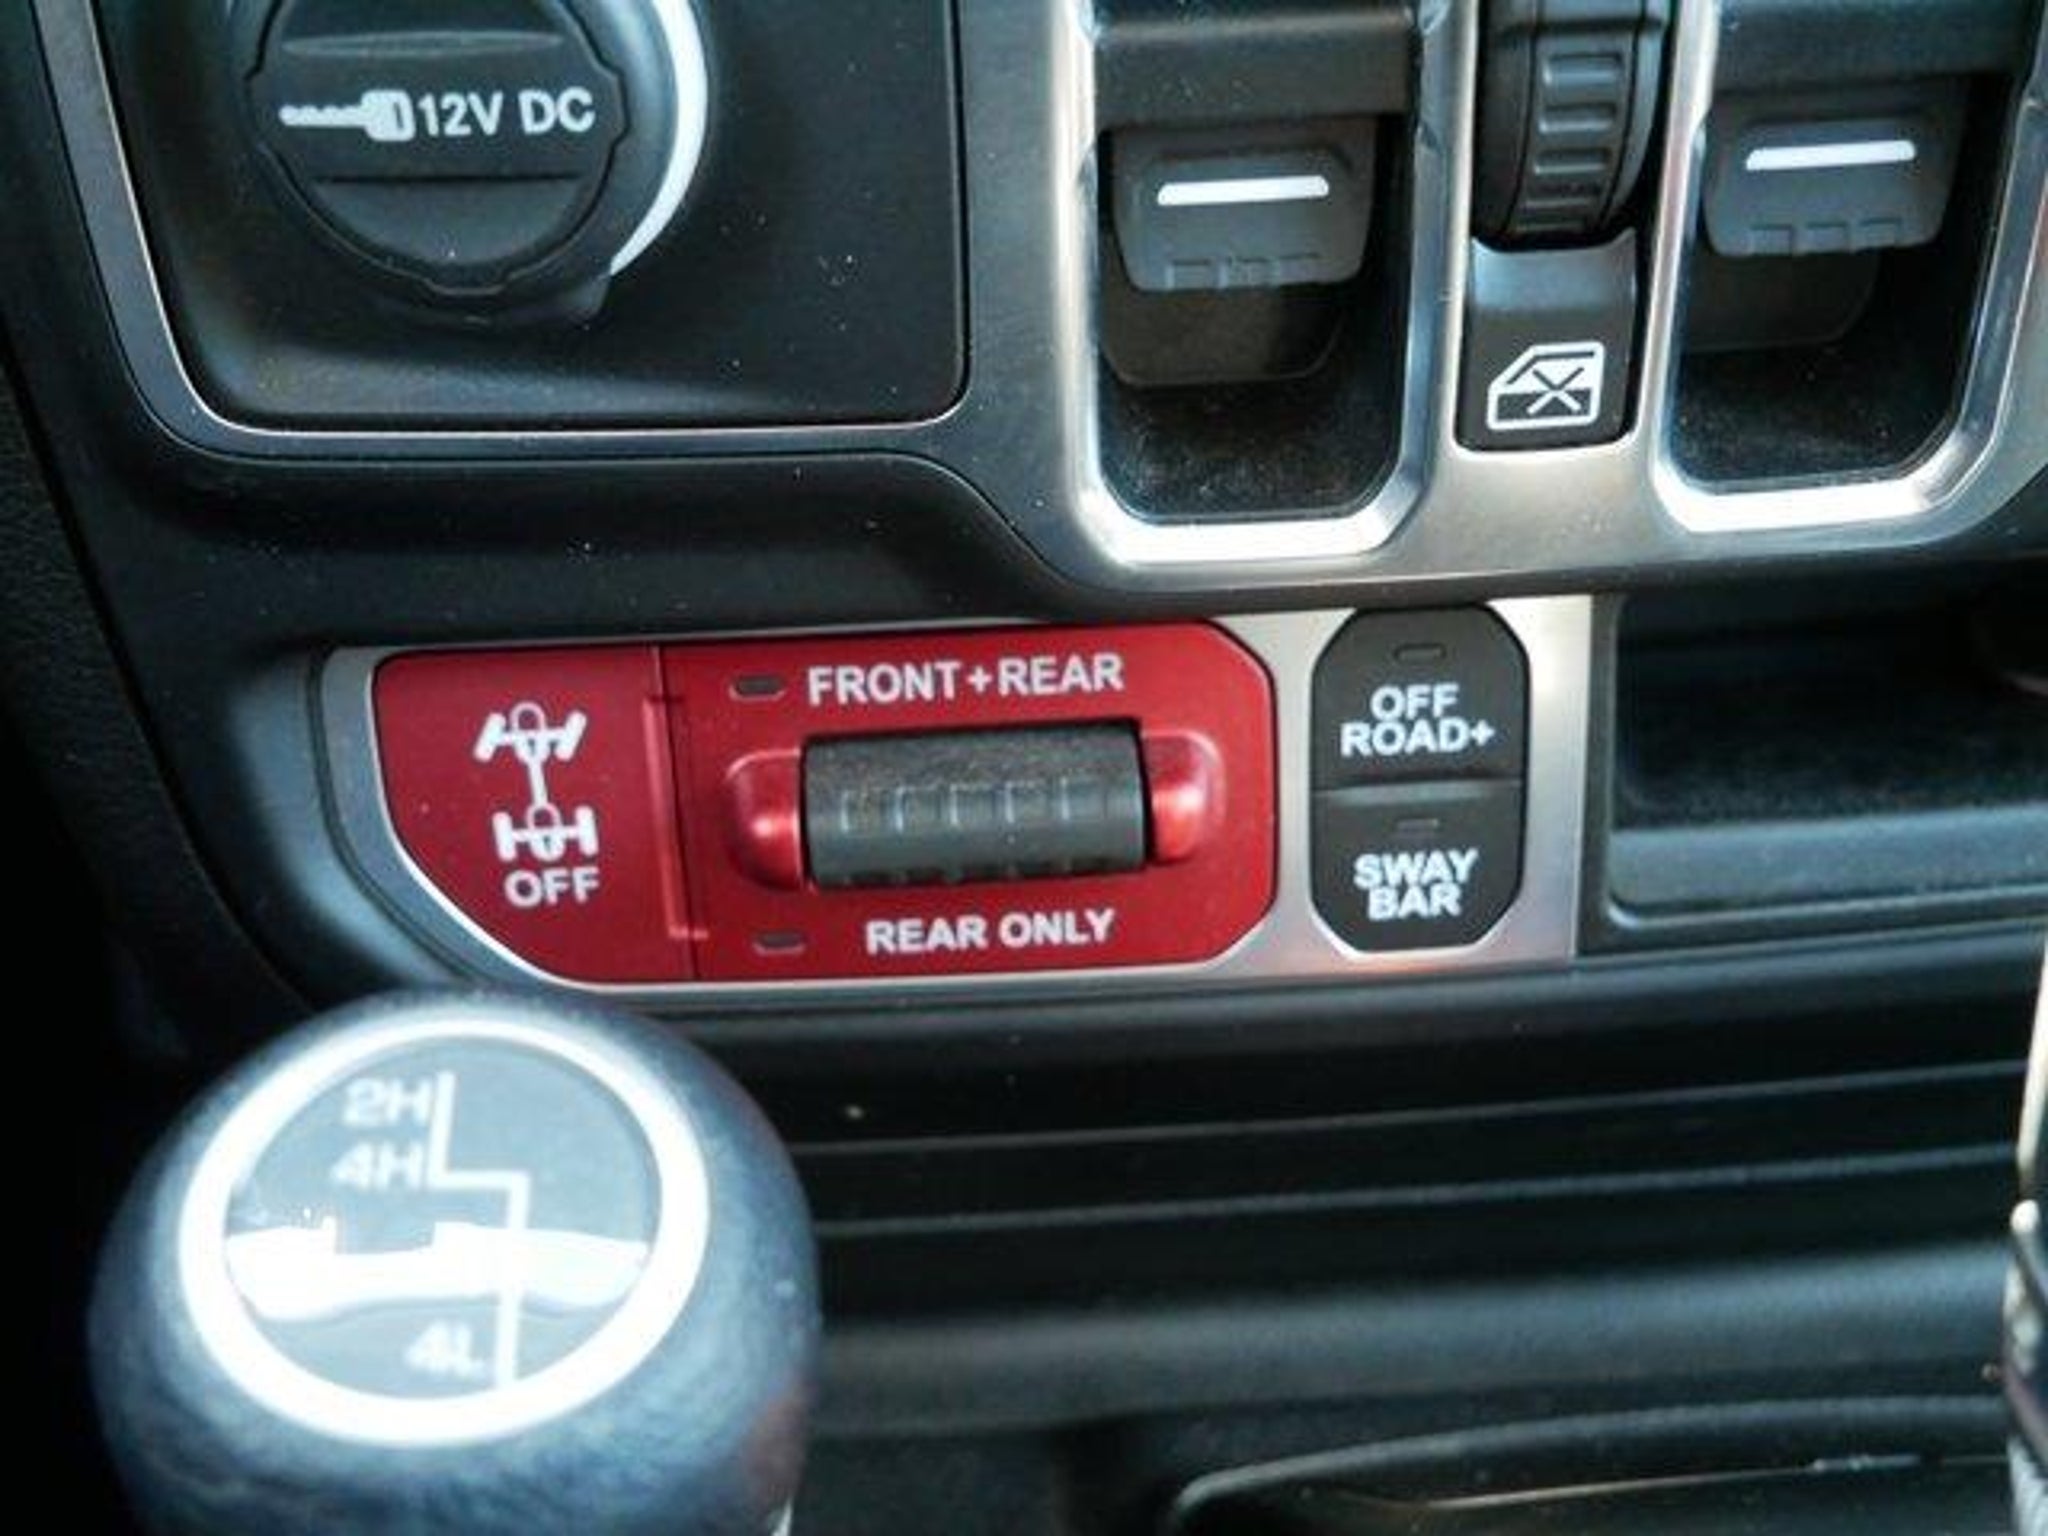 12V DC
FRONT+REAR
OFF
REAR ONLY
OFF
ROAD+
SWAY
BAR
2H
4H
4L